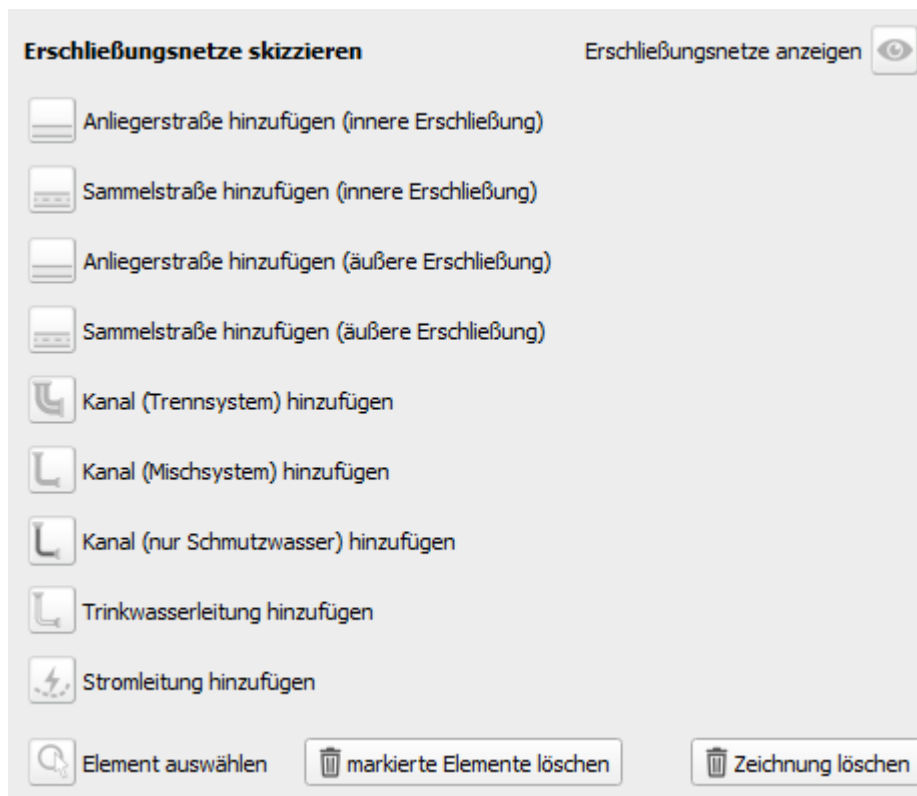 Erschließungsnetze skizzieren Erschließungsnetze anzeigen
Anliegerstraße hinzufügen (innere Erschließung)
Sammelstraße hinzufügen (innere Erschließung)
Anliegerstraße hinzufügen (äußere Erschließung)
Sammelstraße hinzufügen (äußere Erschließung)
Kanal (Trennsystem) hinzufügen
Kanal (Mischsystem) hinzufügen
Kanal (nur Schmutzwasser) hinzufügen
Trinkwasserleitung hinzufügen
Stromleitung hinzufügen
Element auswählen markierte Elemente löschen Zeichnung löschen